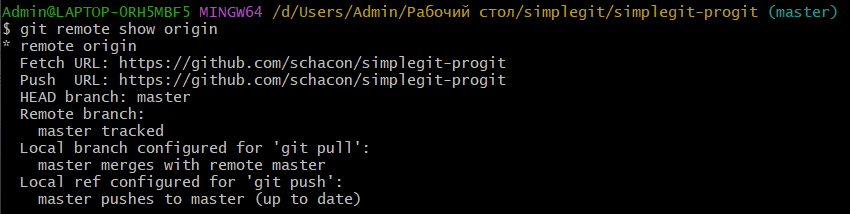 Admin@LAPTOP-ORH5MBF5 MINGW64 /d/Users/Admin/Рабочий стол/simplegit/simplegit-progit (master)
$ git remote show origin
* remote origin
  Fetch URL: https://github.com/schacon/simplegit-progit
  Push  URL: https://github.com/schacon/simplegit-progit
  HEAD branch: master
  Remote branch:
    master tracked
  Local branch configured for 'git pull':
    master merges with remote master
  Local ref configured for 'git push':
    master pushes to master (up to date)